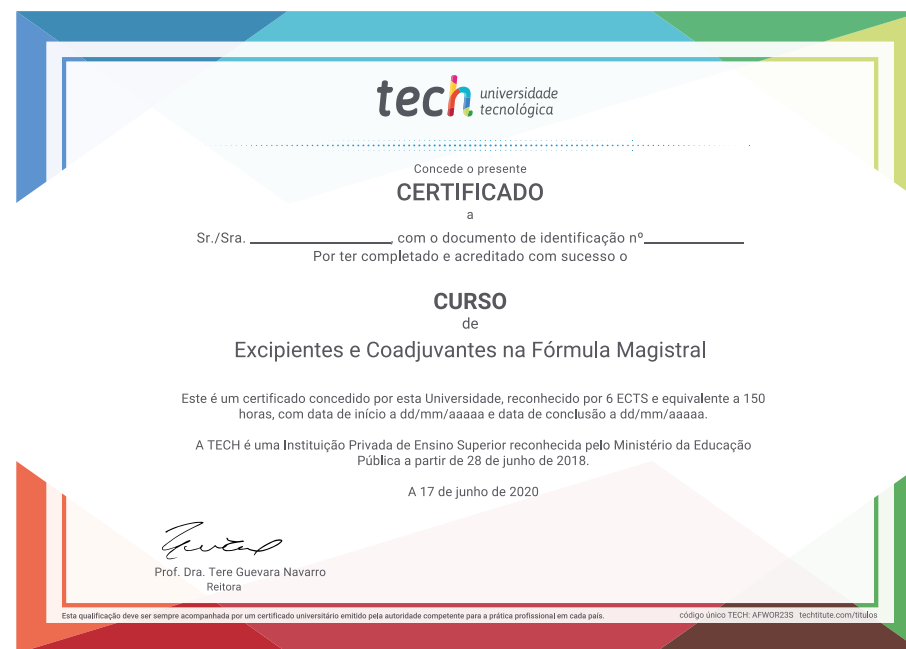 tech universidade
tecnológica
Concede o presente
CERTIFICADO
a
Sr./Sra. ____________________, com o documento de identificação nº______________
Por ter completado e acreditado com sucesso o
CURSO
de
Excipientes e Coadjuvantes na Fórmula Magistral
Este é um certificado concedido por esta Universidade, reconhecido por 6 ECTS e equivalente a 150
horas, com data de início a dd/mm/aaaaa e data de conclusão a dd/mm/aaaaa.
A TECH é uma Instituição Privada de Ensino Superior reconhecida pelo Ministério da Educação
Pública a partir de 28 de junho de 2018.
A 17 de junho de 2020
Prof. Dra. Tere Guevara Navarro
Reitora
Esta qualificação deve ser sempre acompanhada por um certificado universitário emitido pela autoridade competente para a prática profissional em cada país.
código único TECH: AFWOR23S techtitute.com/titulos